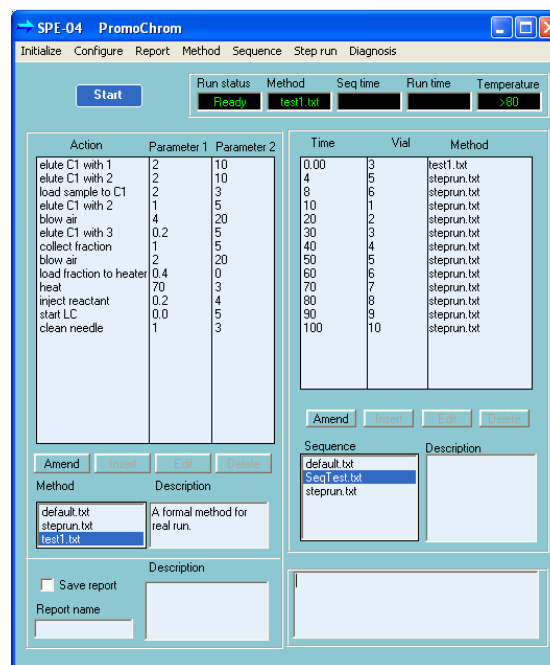 SPE-04 PromoChrom
Initialize Configure Report Method Sequence Step run Diagnosis
Start
Run status Method Seq time Run time Temperature
Ready test1.txt >80
Action Parameter 1 Parameter 2
elute C1 with 1 2 10
elute C1 with 2 2 10
load sample to C1 2 3
elute C1 with 2 1 5
blow air 4 20
elute C1 with 3 0.2 5
collect fraction 1 5
blow air 2 20
load fraction to heater 0.4 0
heat 70 3
inject reactant 0.2 4
start LC 0.0 5
clean needle 1 3
Amend Insert Edit Delete
Method Description
default.txt
steprun.txt
test1.txt
A formal method for
real run.
Save report
Report name
Description
Time Vial Method
0.00 3 test1.txt
4 5 steprun.txt
8 6 steprun.txt
10 1 steprun.txt
20 2 steprun.txt
30 3 steprun.txt
40 4 steprun.txt
50 5 steprun.txt
60 6 steprun.txt
70 7 steprun.txt
80 8 steprun.txt
90 9 steprun.txt
100 10 steprun.txt
Amend Insert Edit Delete
Sequence Description
default.txt
SeqTest.txt
steprun.txt